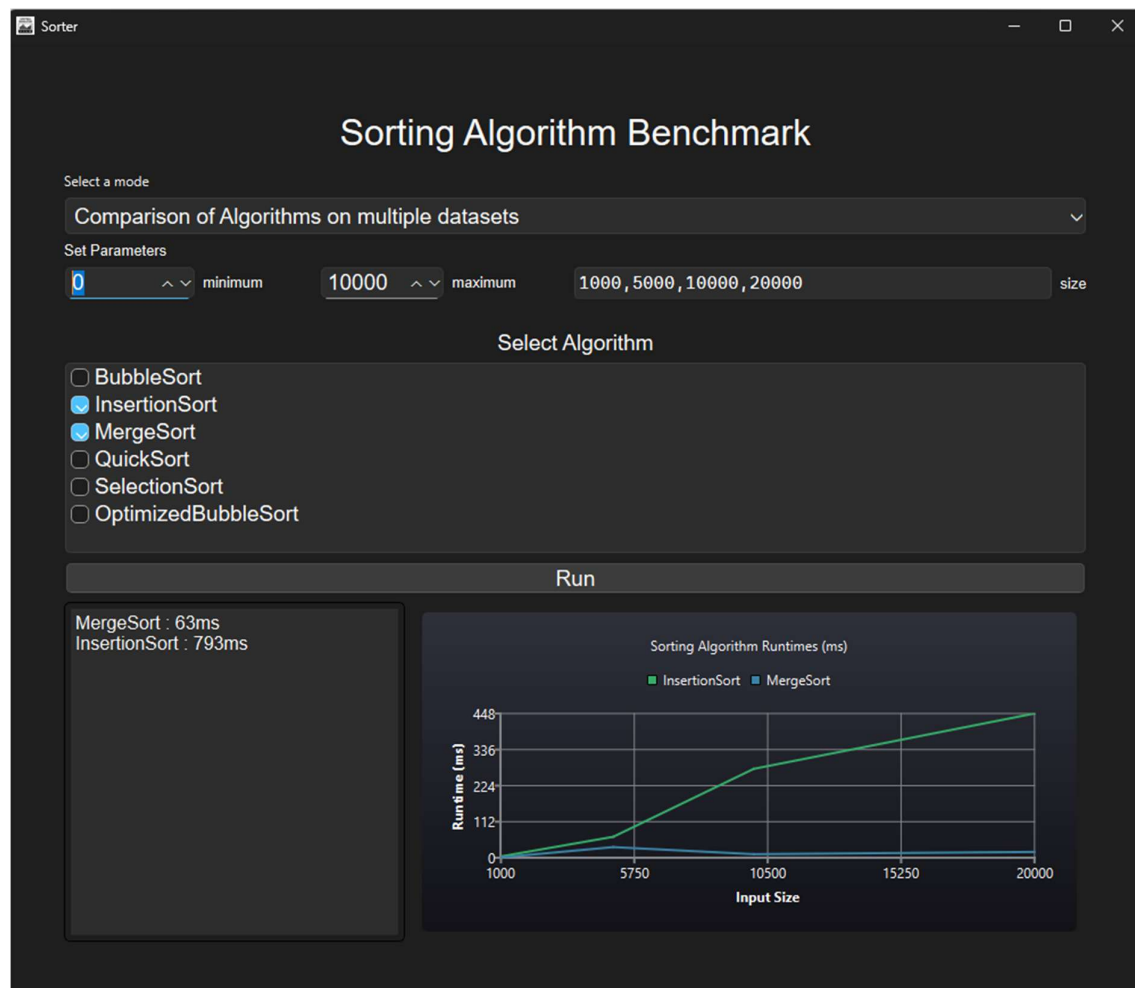 Sorter
Sorting Algorithm Benchmark
Select a mode
Comparison of Algorithms on multiple datasets
Set Parameters
0 minimum 10000 maximum 1000,5000,10000,20000 size
Select Algorithm
BubbleSort
InsertionSort
MergeSort
QuickSort
SelectionSort
OptimizedBubbleSort
Run
MergeSort : 63ms
InsertionSort : 793ms
Sorting Algorithm Runtimes (ms)
InsertionSort MergeSort
448
336
224
112
0
Runtime (ms)
1000 5750 10500 15250 20000
Input Size